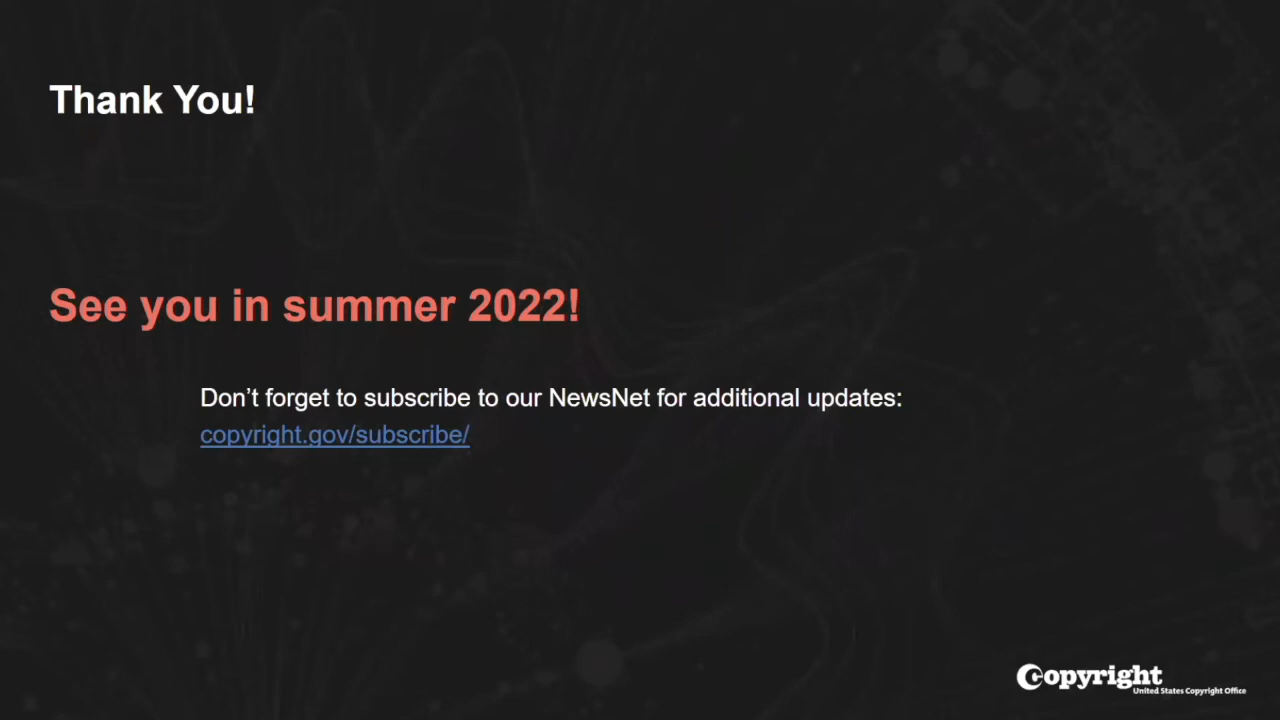 Thank You!
See you in summer 2022!
Don’t forget to subscribe to our NewsNet for additional updates:
copyright.gov/subscribe/
Copyright
United States Copyright Office